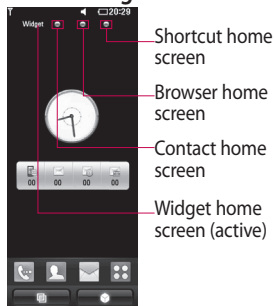 20:29
Widget
Shortcut home
screen
Browser home
screen
Contact home
screen
Widget home
screen (active)
00 00 00 00